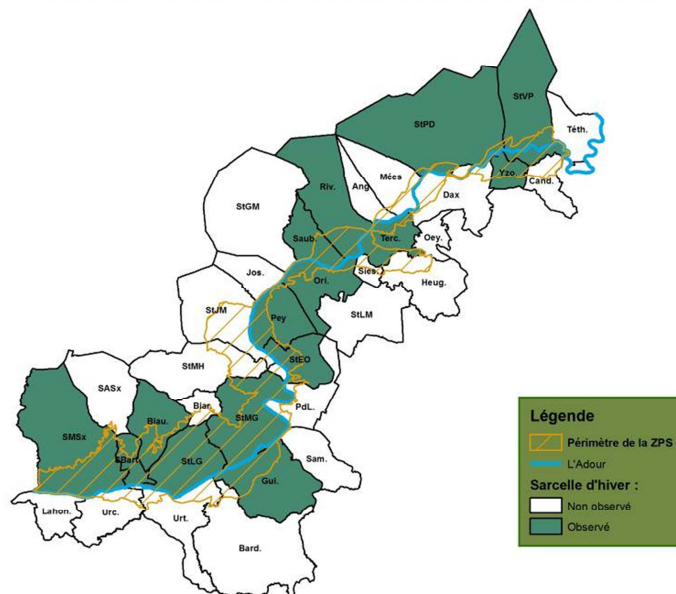 StVP
StPD
Téth.
Mées
Yzo.
Cand.
Riv.
Ang
Dax
StGM
Saub.
Terc.
Oey.
Jos.
Ori.
Sies.
Heug.
StJM
Pey
StLM
StMH
StEO
SASx
Biar.
PdL.
Biau.
StMG
SMSx
SBart.
StLG
Sam.
Gui.
Lahon.
Urc.
Urt.
Bard.
Légende
Périmètre de la ZPS
L'Adour
Sarcelle d'hiver :
Non observé
Observé